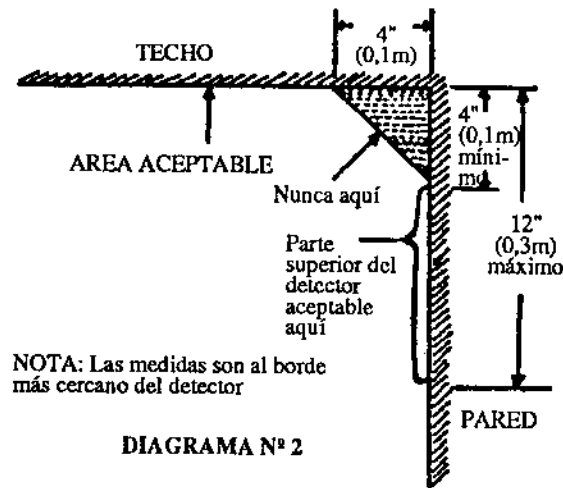 4"
(0,1m)
TECHO
4"
(0,1m)
míni-
mo
AREA ACEPTABLE
Nunca aquí
12"
(0,3m)
máximo
Parte
superior del
detector
aceptable
aquí
NOTA: Las medidas son al borde
más cercano del detector
PARED
DIAGRAMA Nº 2